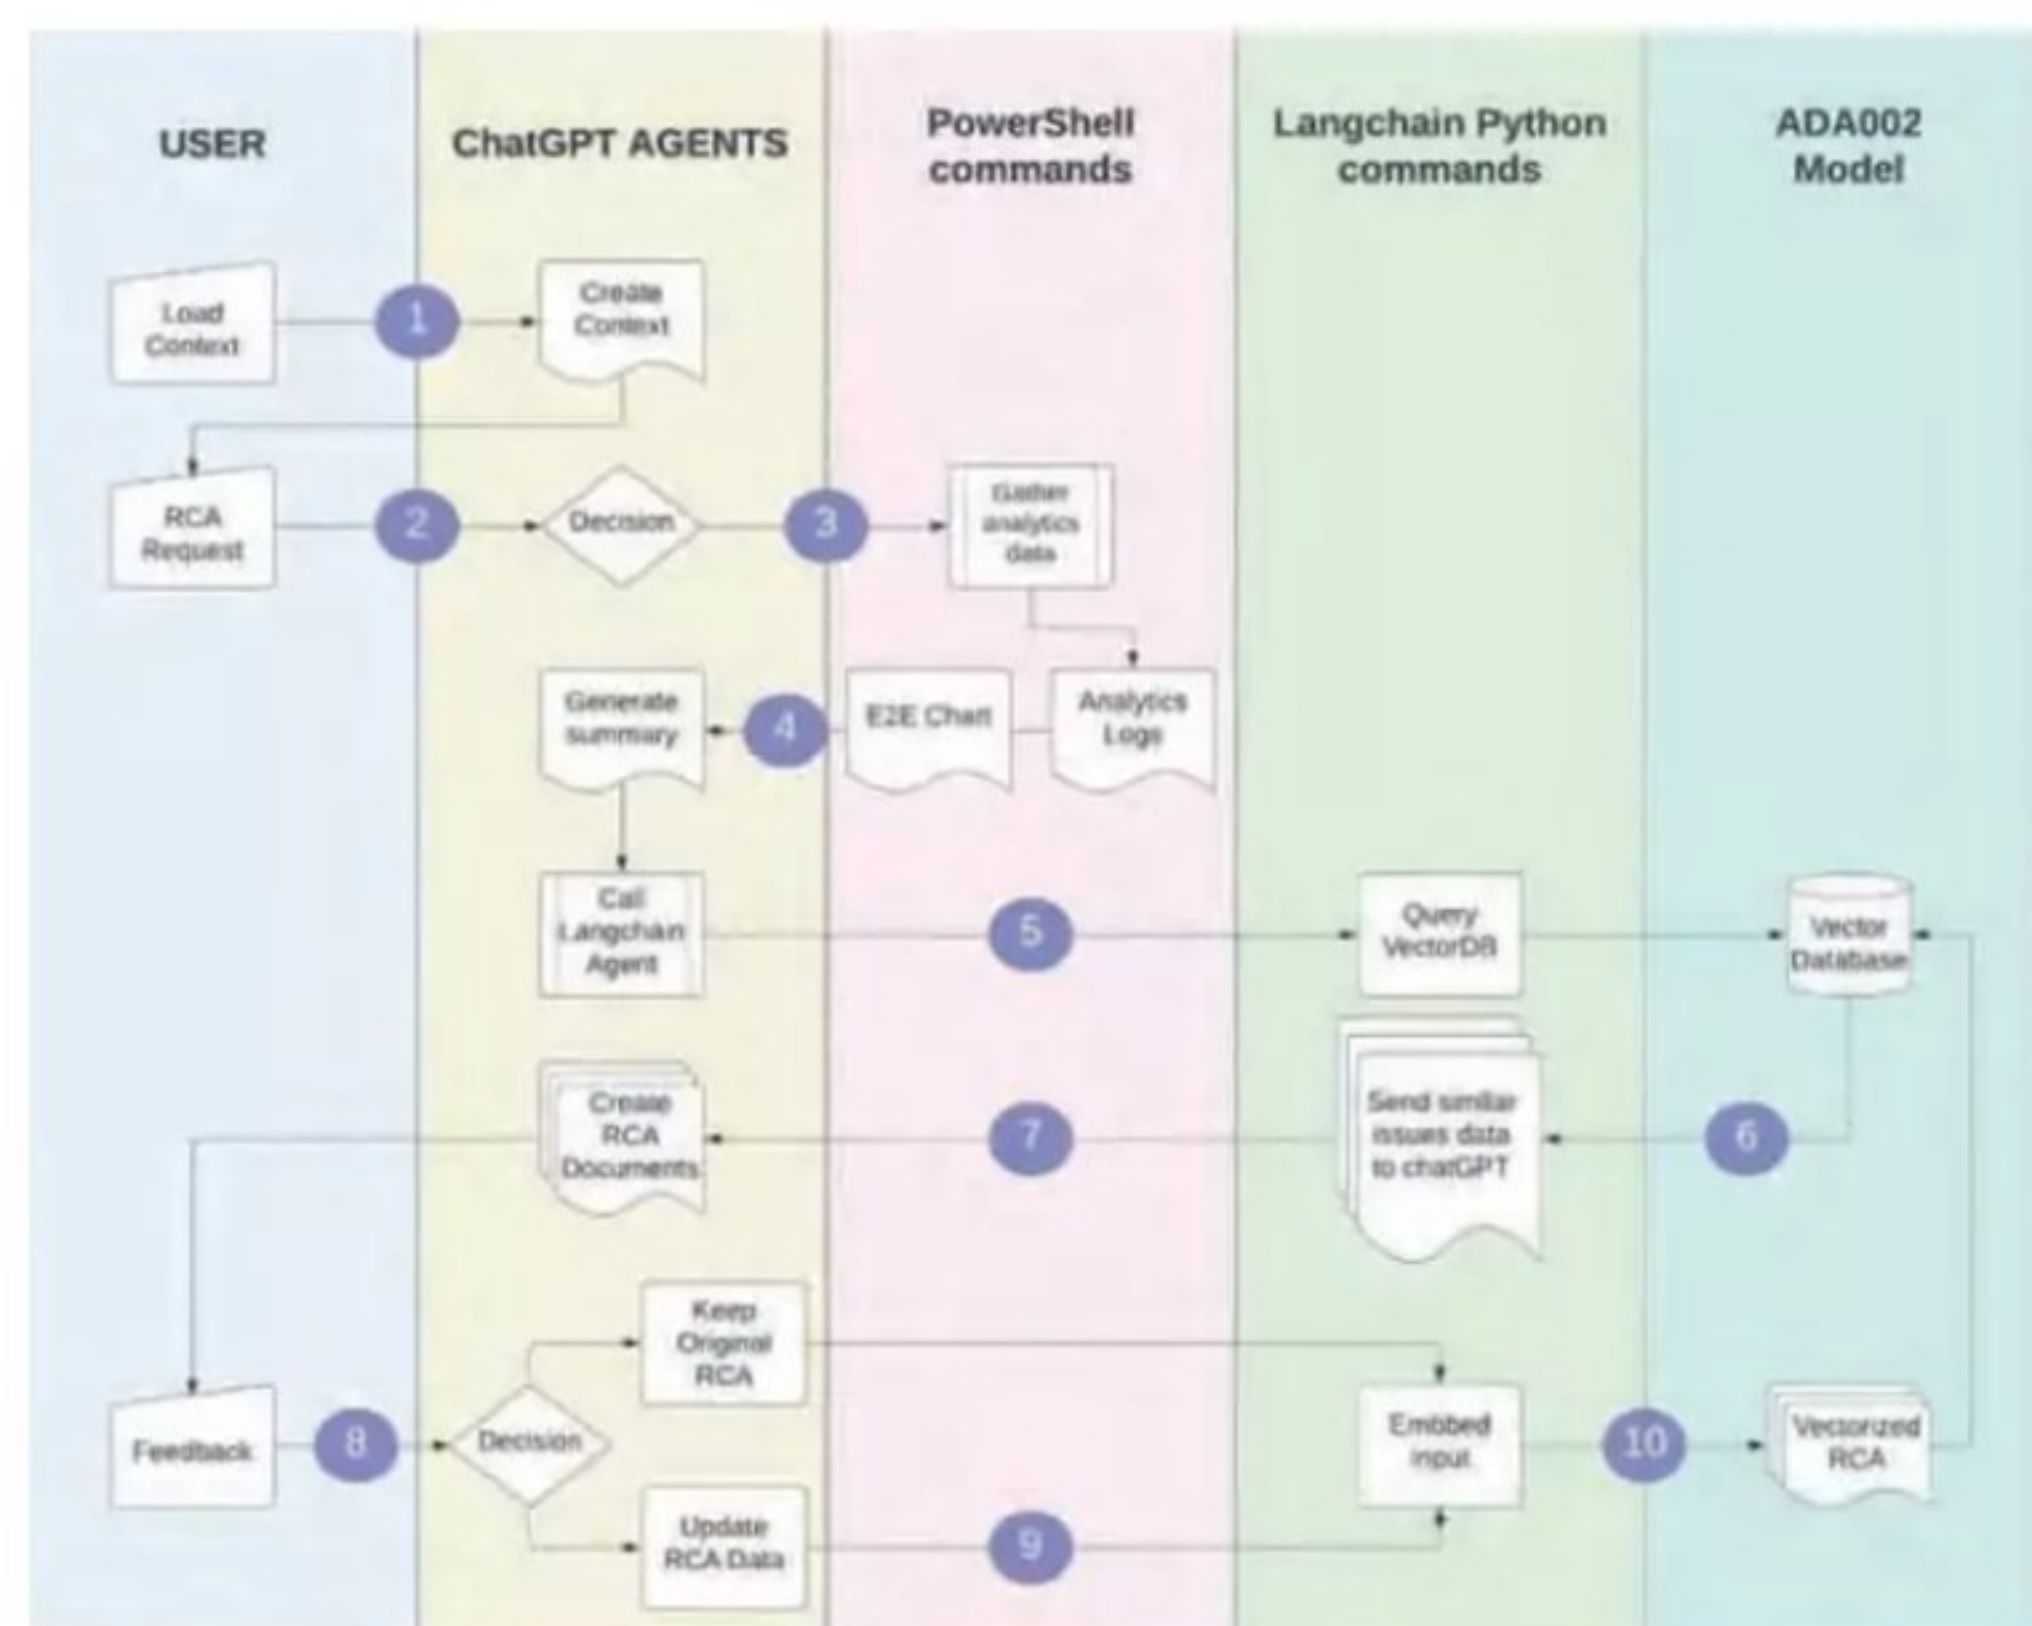 USER
ChatGPT AGENTS
PowerShell
commands
Langchain Python
commands
ADA002
Model
Load
Context
1
Create
Context
RCA
Request
2
Decision
3
Gather
analytics
data
Generate
summary
4
E2E Chart
Analytics
Logs
Call
Langchain
Agent
5
Query
VectorDB
Vector
Database
Create
RCA
Documents
7
Send similar
issues data
to chatGPT
6
Keep
Original
RCA
Feedback
8
Decision
Embbed
input
10
Vectorized
RCA
Update
RCA Data
9